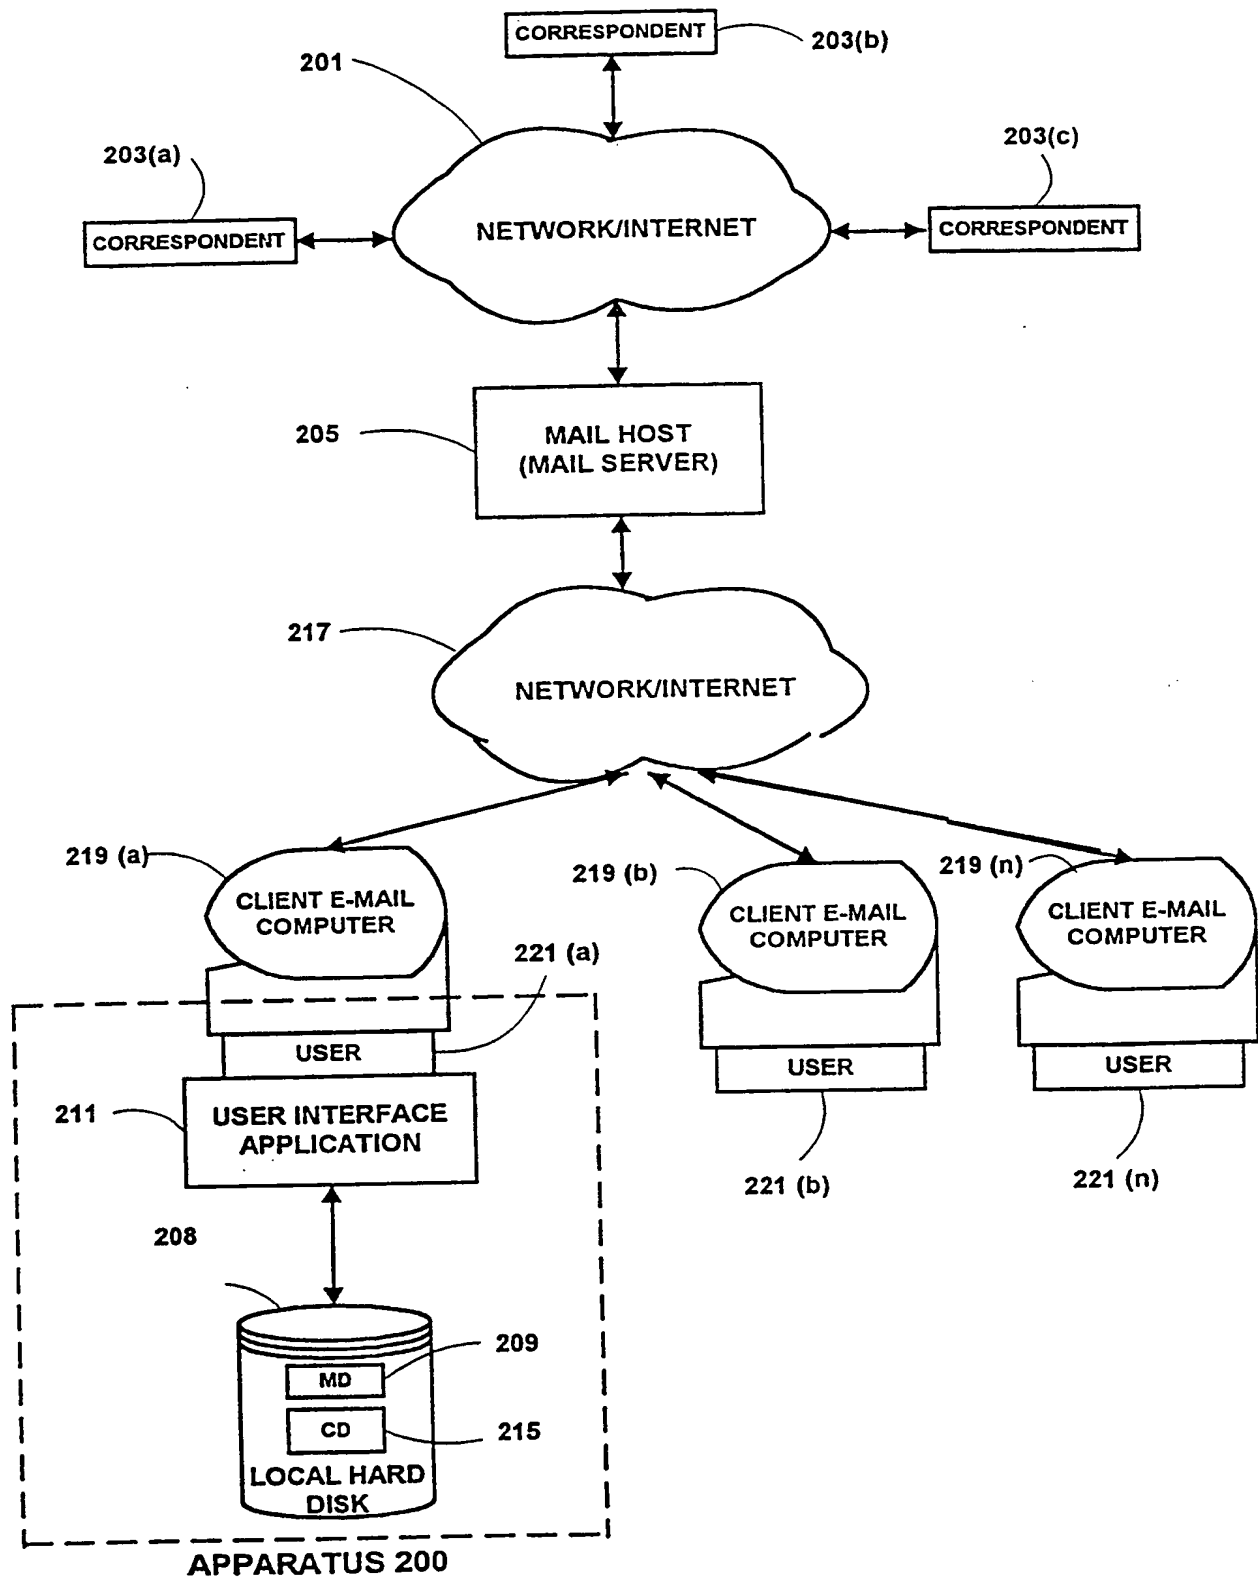 CORRESPONDENT
203(b)
201
203(a)
203(c)
CORRESPONDENT
NETWORK/INTERNET
CORRESPONDENT
205
MAIL HOST
(MAIL SERVER)
217
NETWORK/INTERNET
219 (a)
CLIENT E-MAIL
COMPUTER
219 (b)
CLIENT E-MAIL
COMPUTER
219 (n)
CLIENT E-MAIL
COMPUTER
221 (a)
USER
USER
USER
211
USER INTERFACE
APPLICATION
221 (b)
221 (n)
208
209
MD
CD
215
LOCAL HARD
DISK
APPARATUS 200